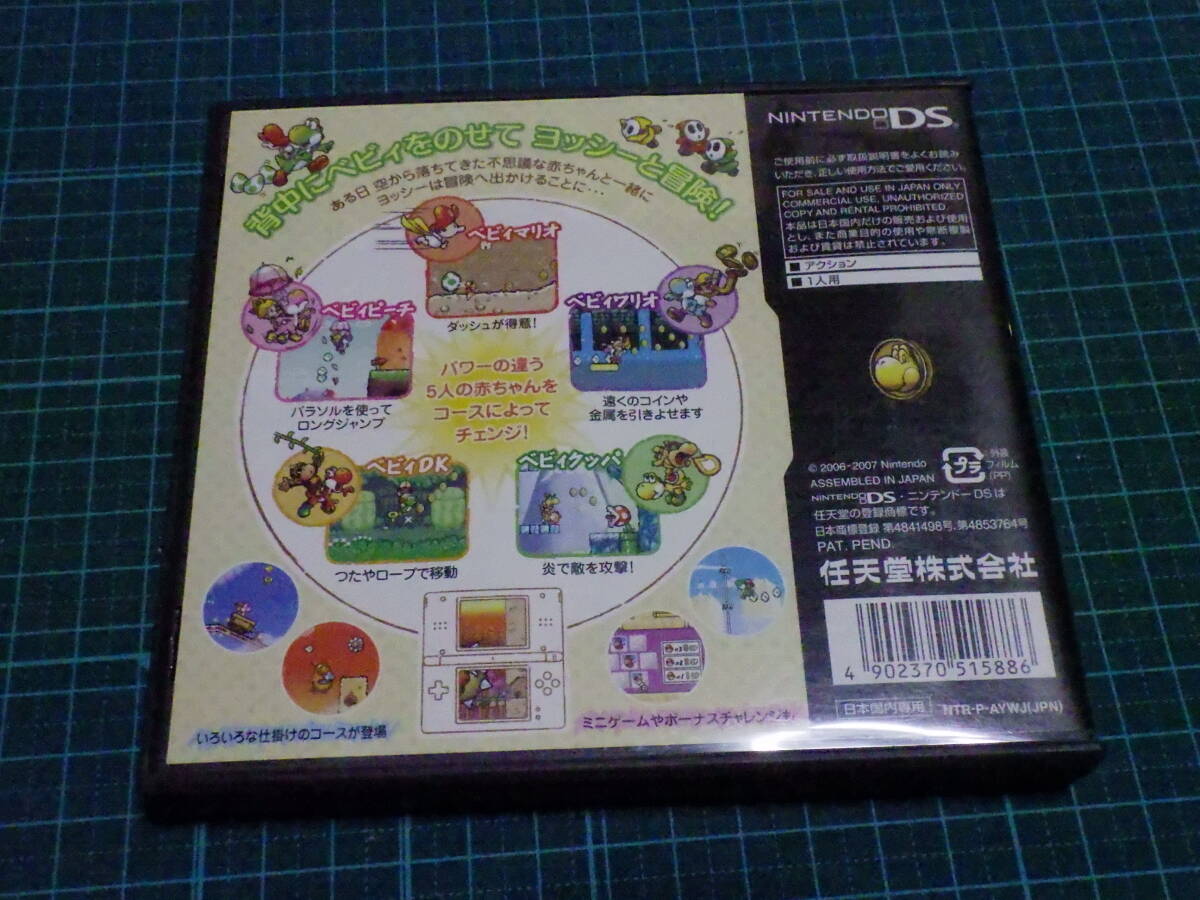 背中にベビィをのせて ヨッシーと冒険!
ある日 空から落ちてきた不思議な赤ちゃんと一緒に
ヨッシーは冒険へ出かけることに・・・
ベビィマリオ
ダッシュが得意!
ベビィピーチ
パラソルを使って
ロングジャンプ
ベビィワリオ
遠くのコインや
金属を引きよせます
パワーの違う
5人の赤ちゃんを
コースによって
チェンジ!
ベビィDK
つたやロープで移動
ベビィクッパ
炎で敵を攻撃!
いろいろな仕掛けのコースが登場
ミニゲームやボーナスチャレンジも
NINTENDO DS
ご使用前に必ず取扱説明書をよくお読み
いただき、正しい使用方法でご愛用ください。
FOR SALE AND USE IN JAPAN ONLY
COMMERCIAL USE, UNAUTHORIZED
COPY AND RENTAL PROHIBITED.
本品は日本国内だけの販売および使用
とし、また商業目的の使用や無断複製
および賃貸は禁止されています。
■ アクション
■ 1人用
プラ
外装
フィルム
(PP)
© 2006-2007 Nintendo
ASSEMBLED IN JAPAN
NINTENDO DS・ニンテンドーDSは
任天堂の登録商標です。
日本商標登録 第4841498号、第4853764号
PAT. PEND.
任天堂株式会社
4 902370 515886
日本国内専用
NTR-P-AYWJ(JPN)